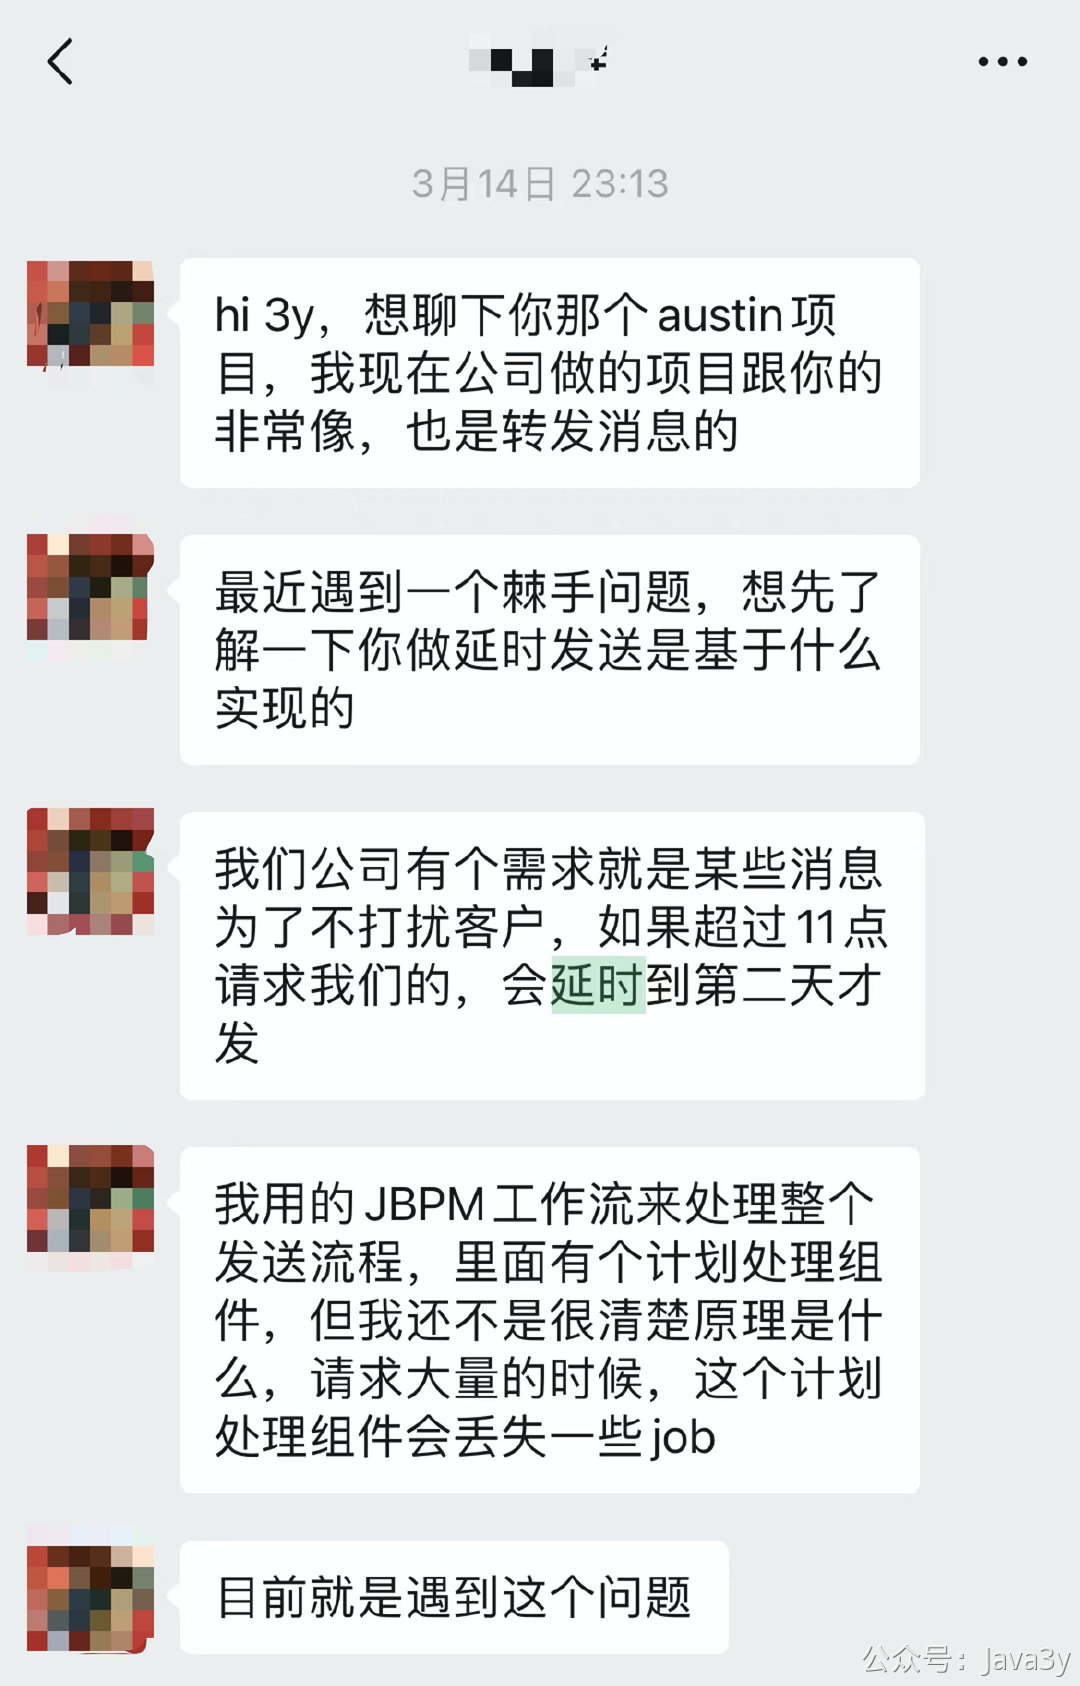 3月14日 23:13
hi 3y，想聊下你那个austin项
目，我现在公司做的项目跟你的
非常像，也是转发消息的
最近遇到一个棘手问题，想先了
解一下你做延时发送是基于什么
实现的
我们公司有个需求就是某些消息
为了不打扰客户，如果超过11点
请求我们的，会延时到第二天才
发
我用的JBPM工作流来处理整个
发送流程，里面有个计划处理组
件，但我还不是很清楚原理是什
么，请求大量的时候，这个计划
处理组件会丢失一些job
目前就是遇到这个问题
公众号：Java3y